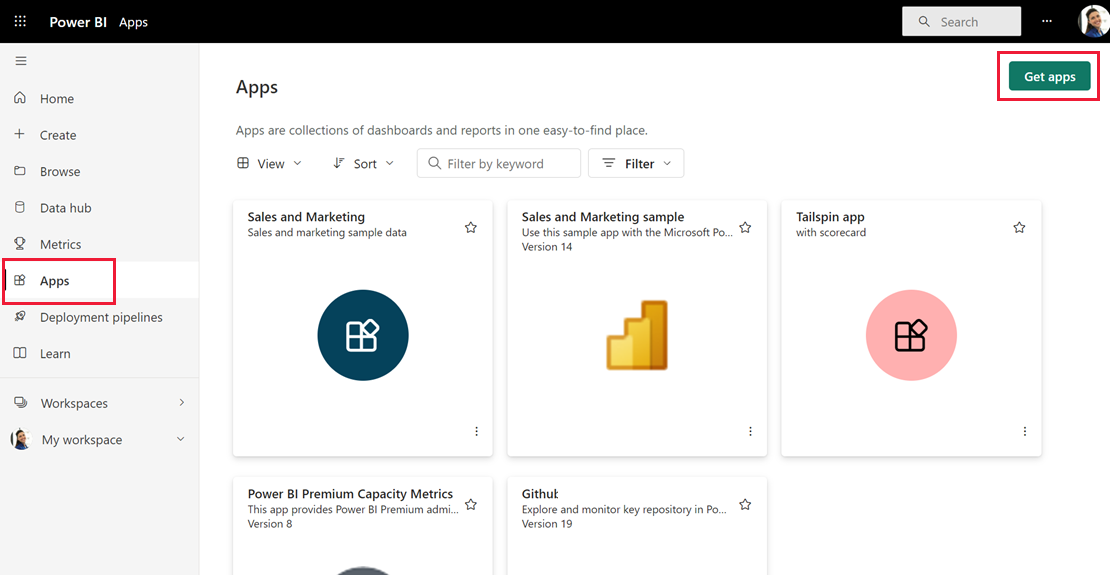 Power BI Apps
Search
Home
Create
Browse
Data hub
Metrics
Apps
Deployment pipelines
Learn
Workspaces
My workspace
Apps
Get apps
Apps are collections of dashboards and reports in one easy-to-find place.
View
Sort
Filter by keyword
Filter
Sales and Marketing
Sales and marketing sample data
Sales and Marketing sample
Use this sample app with the Microsoft Po...
Version 14
Tailspin app
with scorecard
Power BI Premium Capacity Metrics
This app provides Power BI Premium admi...
Version 8
Github
Explore and monitor key repository in Po...
Version 19